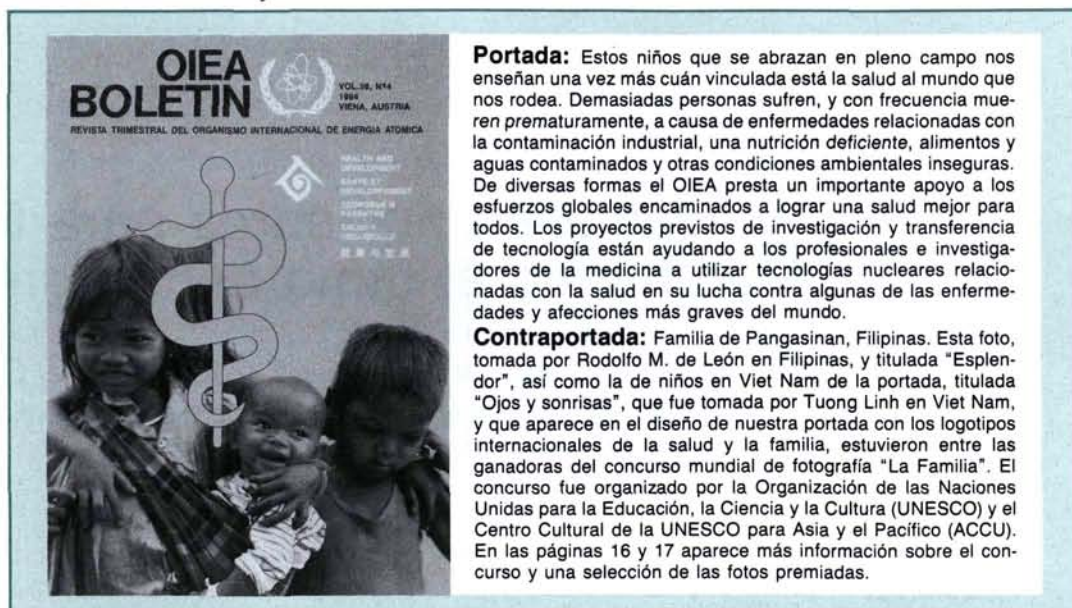 OIEA
BOLETIN
VOL.36, Nº4
1994
VIENA, AUSTRIA
REVISTA TRIMESTRAL DEL ORGANISMO INTERNACIONAL DE ENERGIA ATOMICA
HEALTH AND
DEVELOPMENT
SANTE ET
DEVELOPPEMENT
SALUD Y
DESARROLLO
Portada: Estos niños que se abrazan en pleno campo nos
enseñan una vez más cuán vinculada está la salud al mundo que
nos rodea. Demasiadas personas sufren, y con frecuencia mue-
ren prematuramente, a causa de enfermedades relacionadas con
la contaminación industrial, una nutrición deficiente, alimentos y
aguas contaminados y otras condiciones ambientales inseguras.
De diversas formas el OIEA presta un importante apoyo a los
esfuerzos globales encaminados a lograr una salud mejor para
todos. Los proyectos previstos de investigación y transferencia
de tecnología están ayudando a los profesionales e investiga-
dores de la medicina a utilizar tecnologías nucleares relacio-
nadas con la salud en su lucha contra algunas de las enferme-
dades y afecciones más graves del mundo.
Contraportada: Familia de Pangasinan, Filipinas. Esta foto,
tomada por Rodolfo M. de León en Filipinas, y titulada "Esplen-
dor", así como la de niños en Viet Nam de la portada, titulada
"Ojos y sonrisas", que fue tomada por Tuong Linh en Viet Nam,
y que aparece en el diseño de nuestra portada con los logotipos
internacionales de la salud y la familia, estuvieron entre las
ganadoras del concurso mundial de fotografía "La Familia". El
concurso fue organizado por la Organización de las Naciones
Unidas para la Educación, la Ciencia y la Cultura (UNESCO) y el
Centro Cultural de la UNESCO para Asia y el Pacífico (ACCU).
En las páginas 16 y 17 aparece más información sobre el con-
curso y una selección de las fotos premiadas.